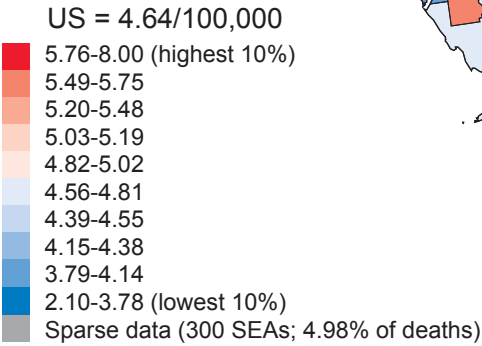 US = 4.64/100,000
5.76-8.00 (highest 10%)
5.49-5.75
5.20-5.48
5.03-5.19
4.82-5.02
4.56-4.81
4.39-4.55
4.15-4.38
3.79-4.14
2.10-3.78 (lowest 10%)
Sparse data (300 SEAs; 4.98% of deaths)